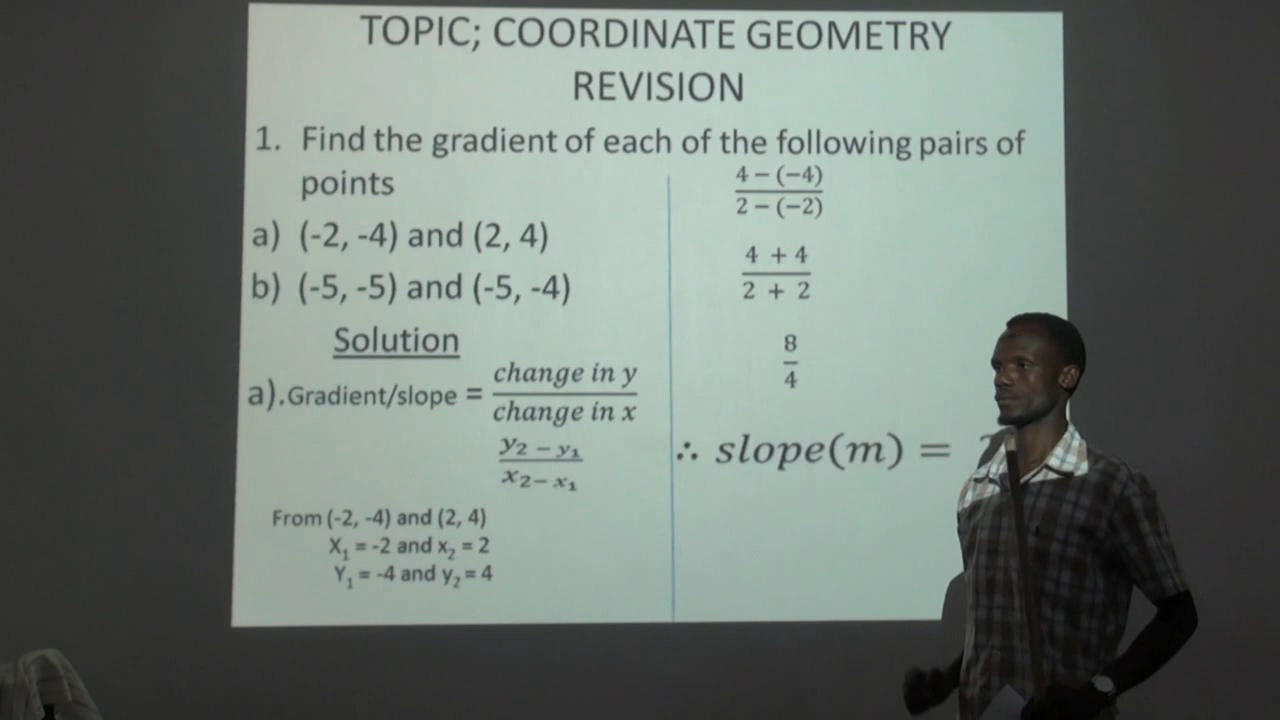 TOPIC; COORDINATE GEOMETRY
REVISION
1. Find the gradient of each of the following pairs of
points
a) (-2, -4) and (2, 4)
b) (-5, -5) and (-5, -4)
Solution
a).Gradient/slope = change in y
change in x
y₂ − y₁
x₂− x₁
From (-2, -4) and (2, 4)
X₁ = -2 and x₂ = 2
Y₁ = -4 and y₂ = 4
4 − (−4)
2 − (−2)
4 + 4
2 + 2
8
4
∴ slope(m) =